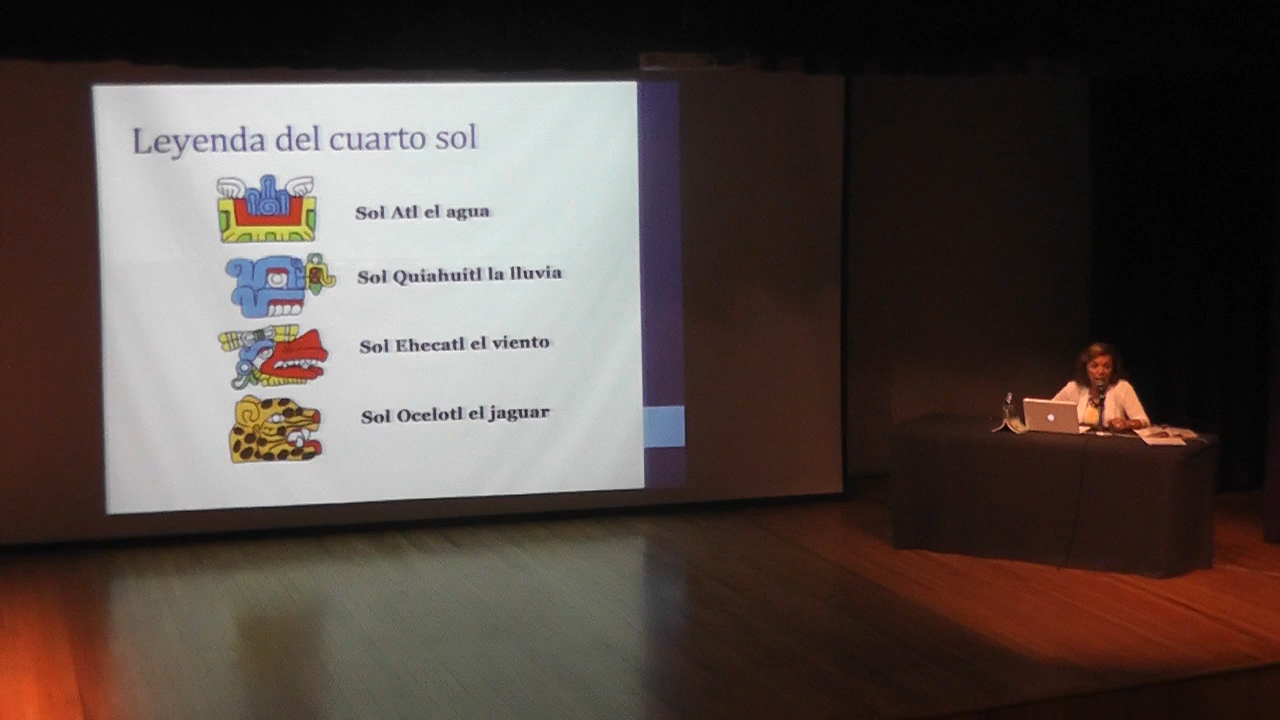 Leyenda del cuarto sol
Sol Atl el agua
Sol Quiahuitl la lluvia
Sol Ehecatl el viento
Sol Ocelotl el jaguar